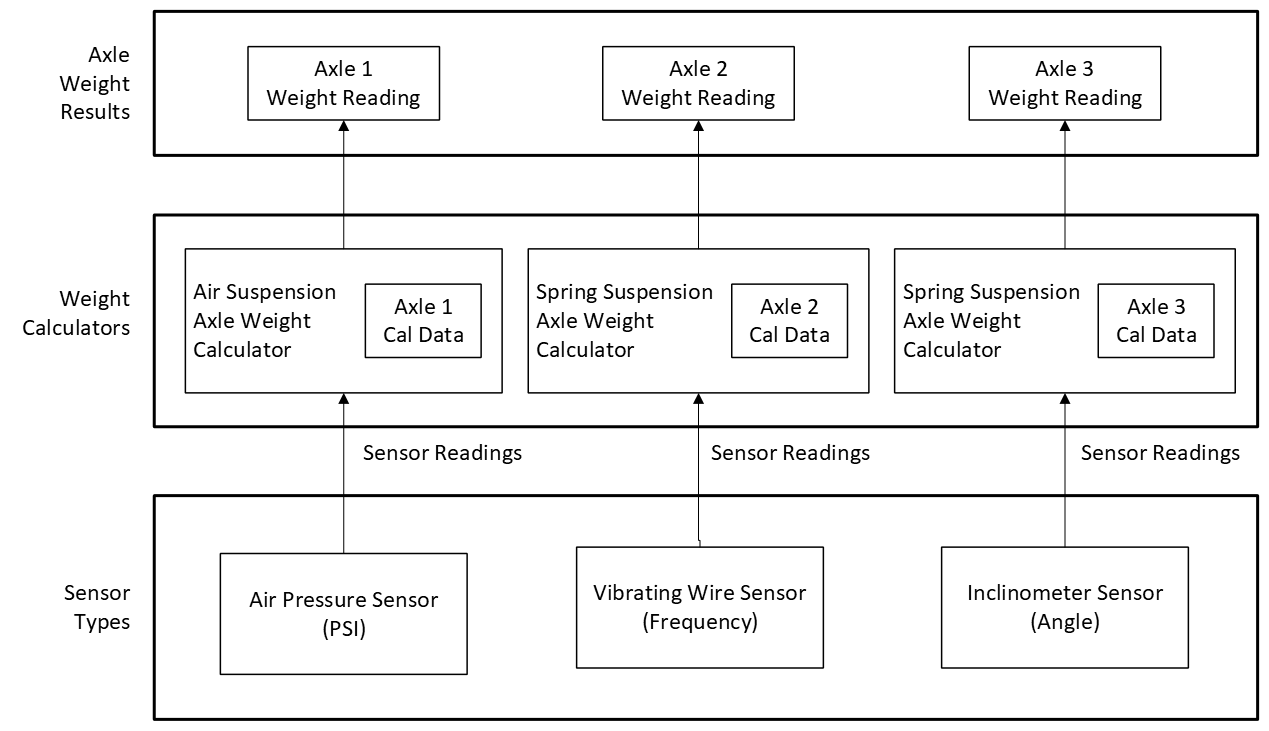 Axle
Weight
Results
Axle 1
Weight Reading
Axle 2
Weight Reading
Axle 3
Weight Reading
Weight
Calculators
Air Suspension
Axle Weight
Calculator
Axle 1
Cal Data
Spring Suspension
Axle Weight
Calculator
Axle 2
Cal Data
Spring Suspension
Axle Weight
Calculator
Axle 3
Cal Data
Sensor Readings
Sensor Readings
Sensor Readings
Sensor
Types
Air Pressure Sensor
(PSI)
Vibrating Wire Sensor
(Frequency)
Inclinometer Sensor
(Angle)